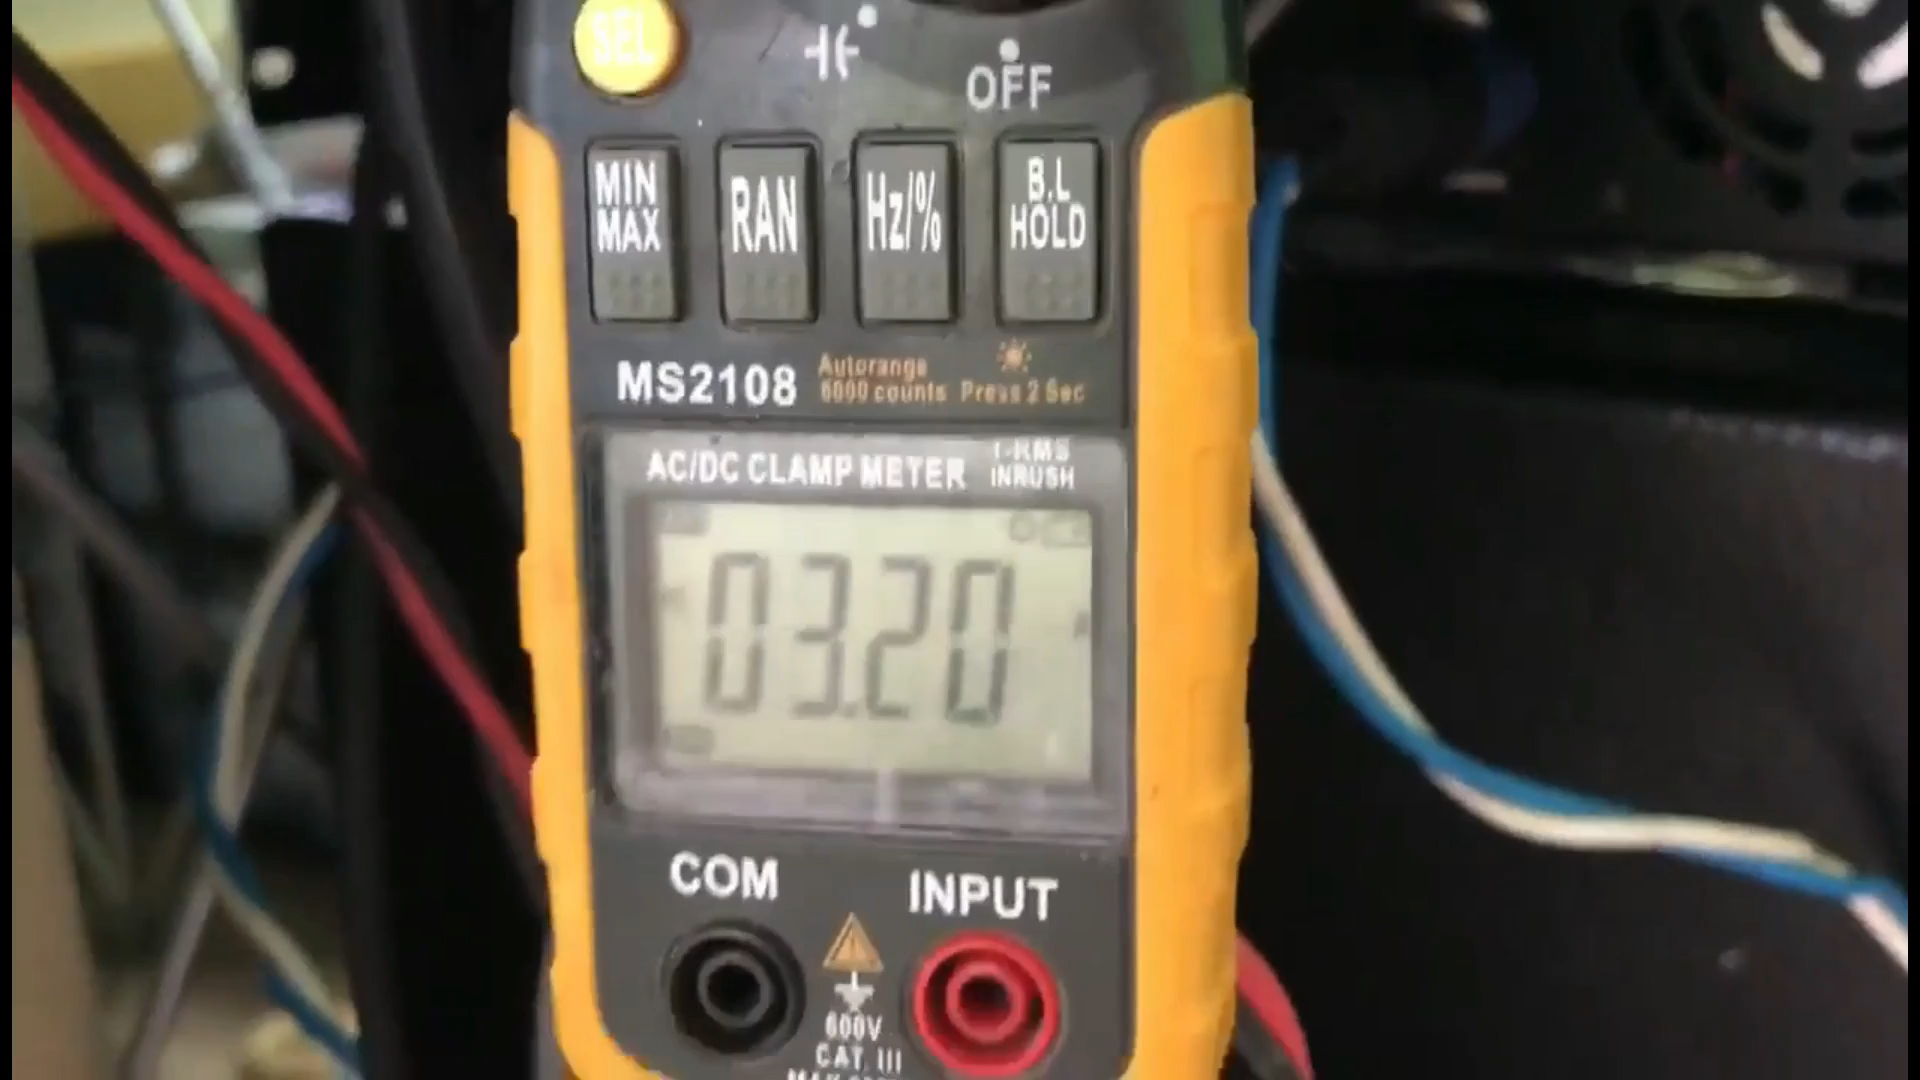 SEL
OFF
MIN
MAX
RAN
Hz/%
B.L
HOLD
MS2108
Autorange
6000 counts
Press 2 Sec
AC/DC CLAMP METER
T-RMS
INRUSH
03.20
COM
INPUT
600V
CAT. III